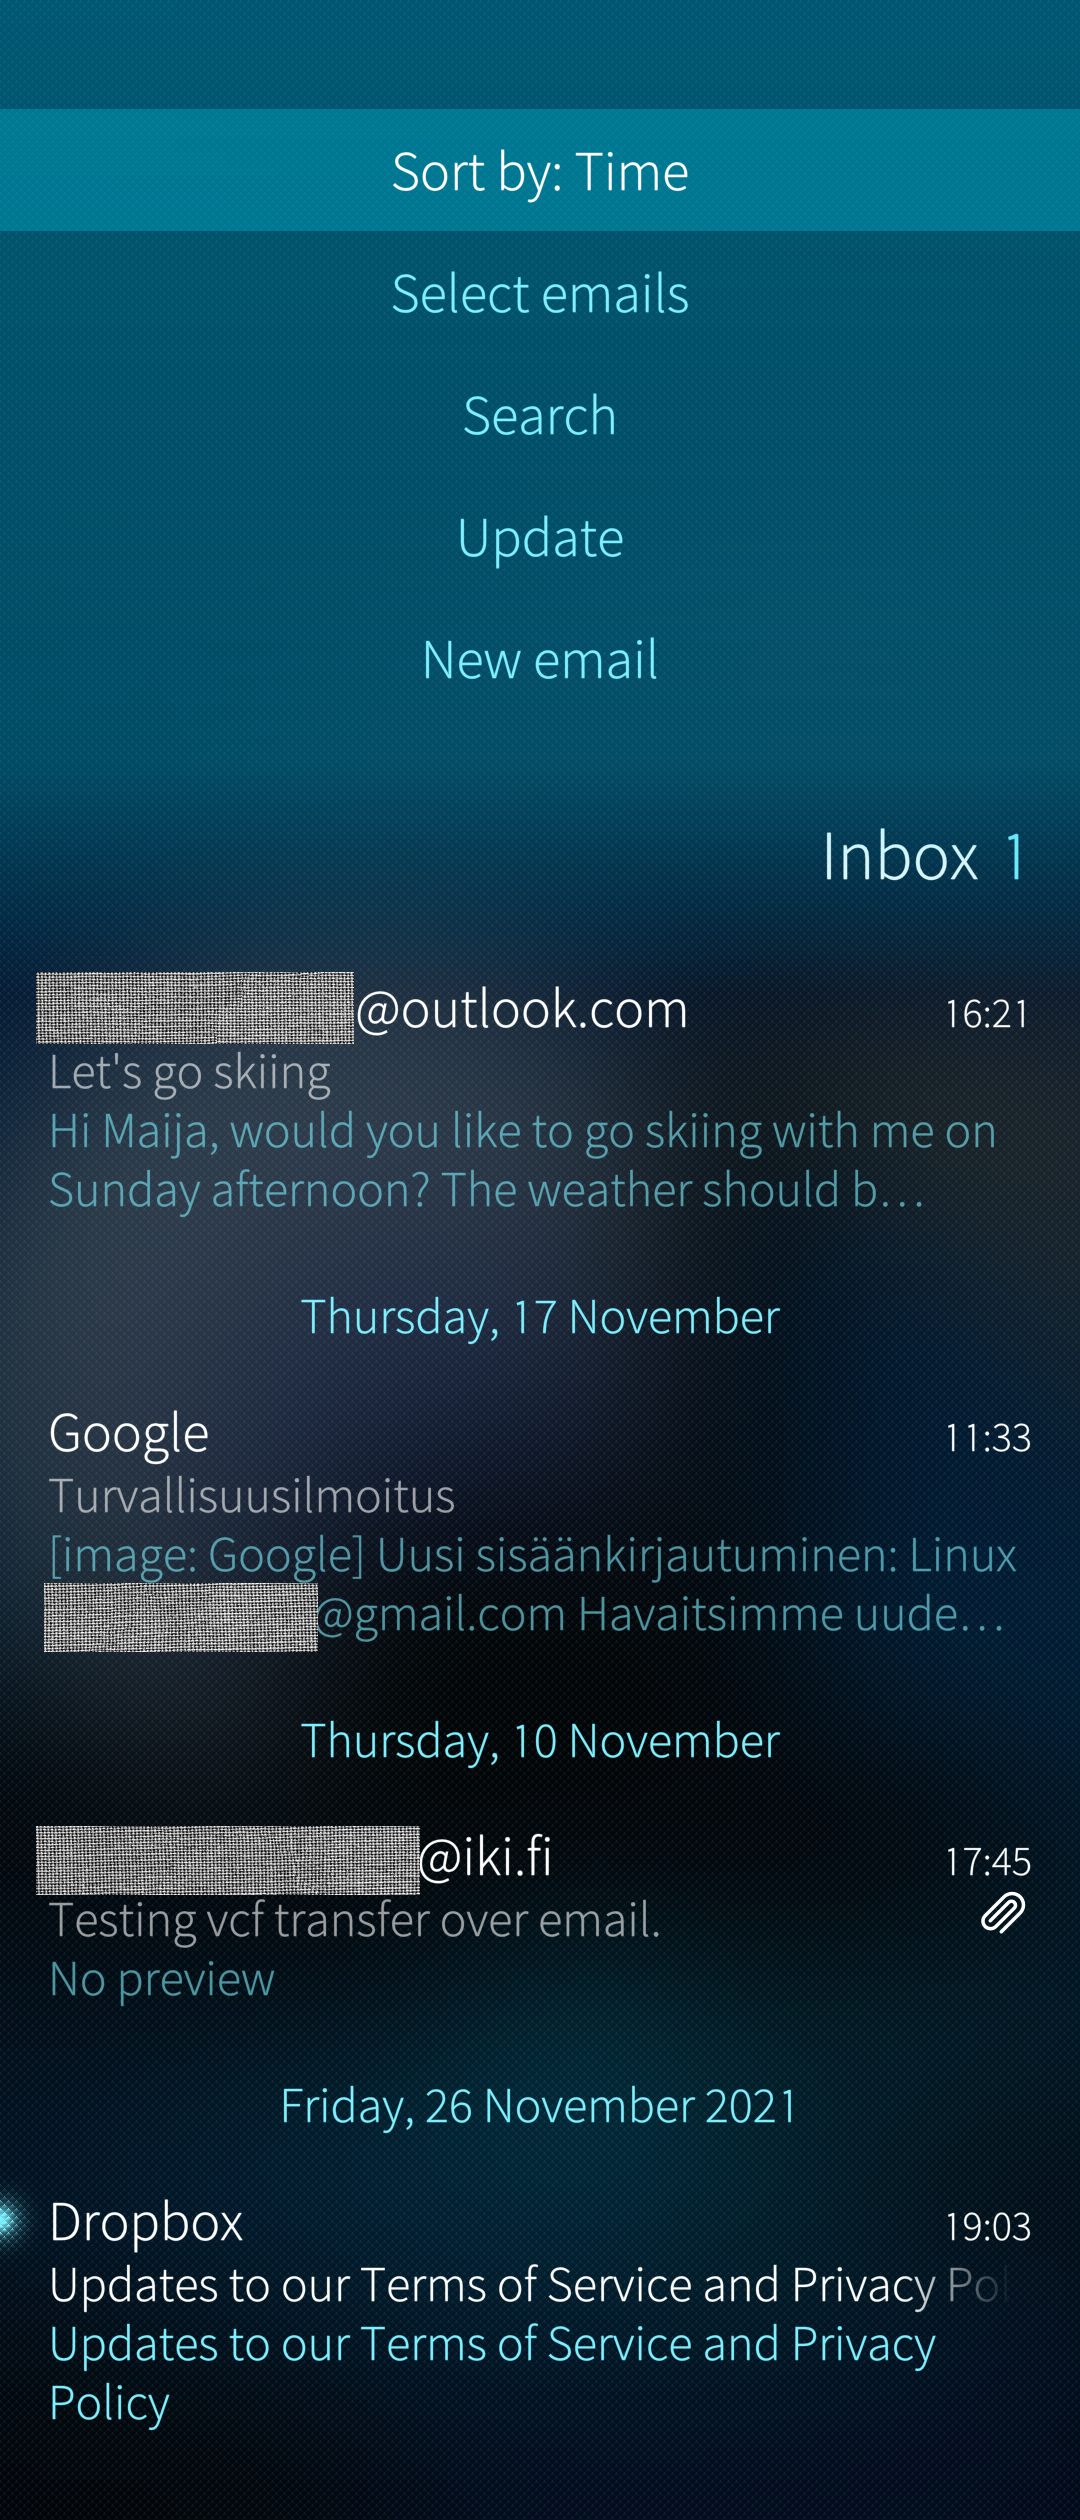 Sort by: Time
Select emails
Search
Update
New email
Inbox 1
@outlook.com 16:21
Let's go skiing
Hi Maija, would you like to go skiing with me on
Sunday afternoon? The weather should b…
Thursday, 17 November
Google 11:33
Turvallisuusilmoitus
[image: Google] Uusi sisäänkirjautuminen: Linux
@gmail.com Havaitsimme uude…
Thursday, 10 November
@iki.fi 17:45
Testing vcf transfer over email.
No preview
Friday, 26 November 2021
Dropbox 19:03
Updates to our Terms of Service and Privacy Pol
Updates to our Terms of Service and Privacy
Policy